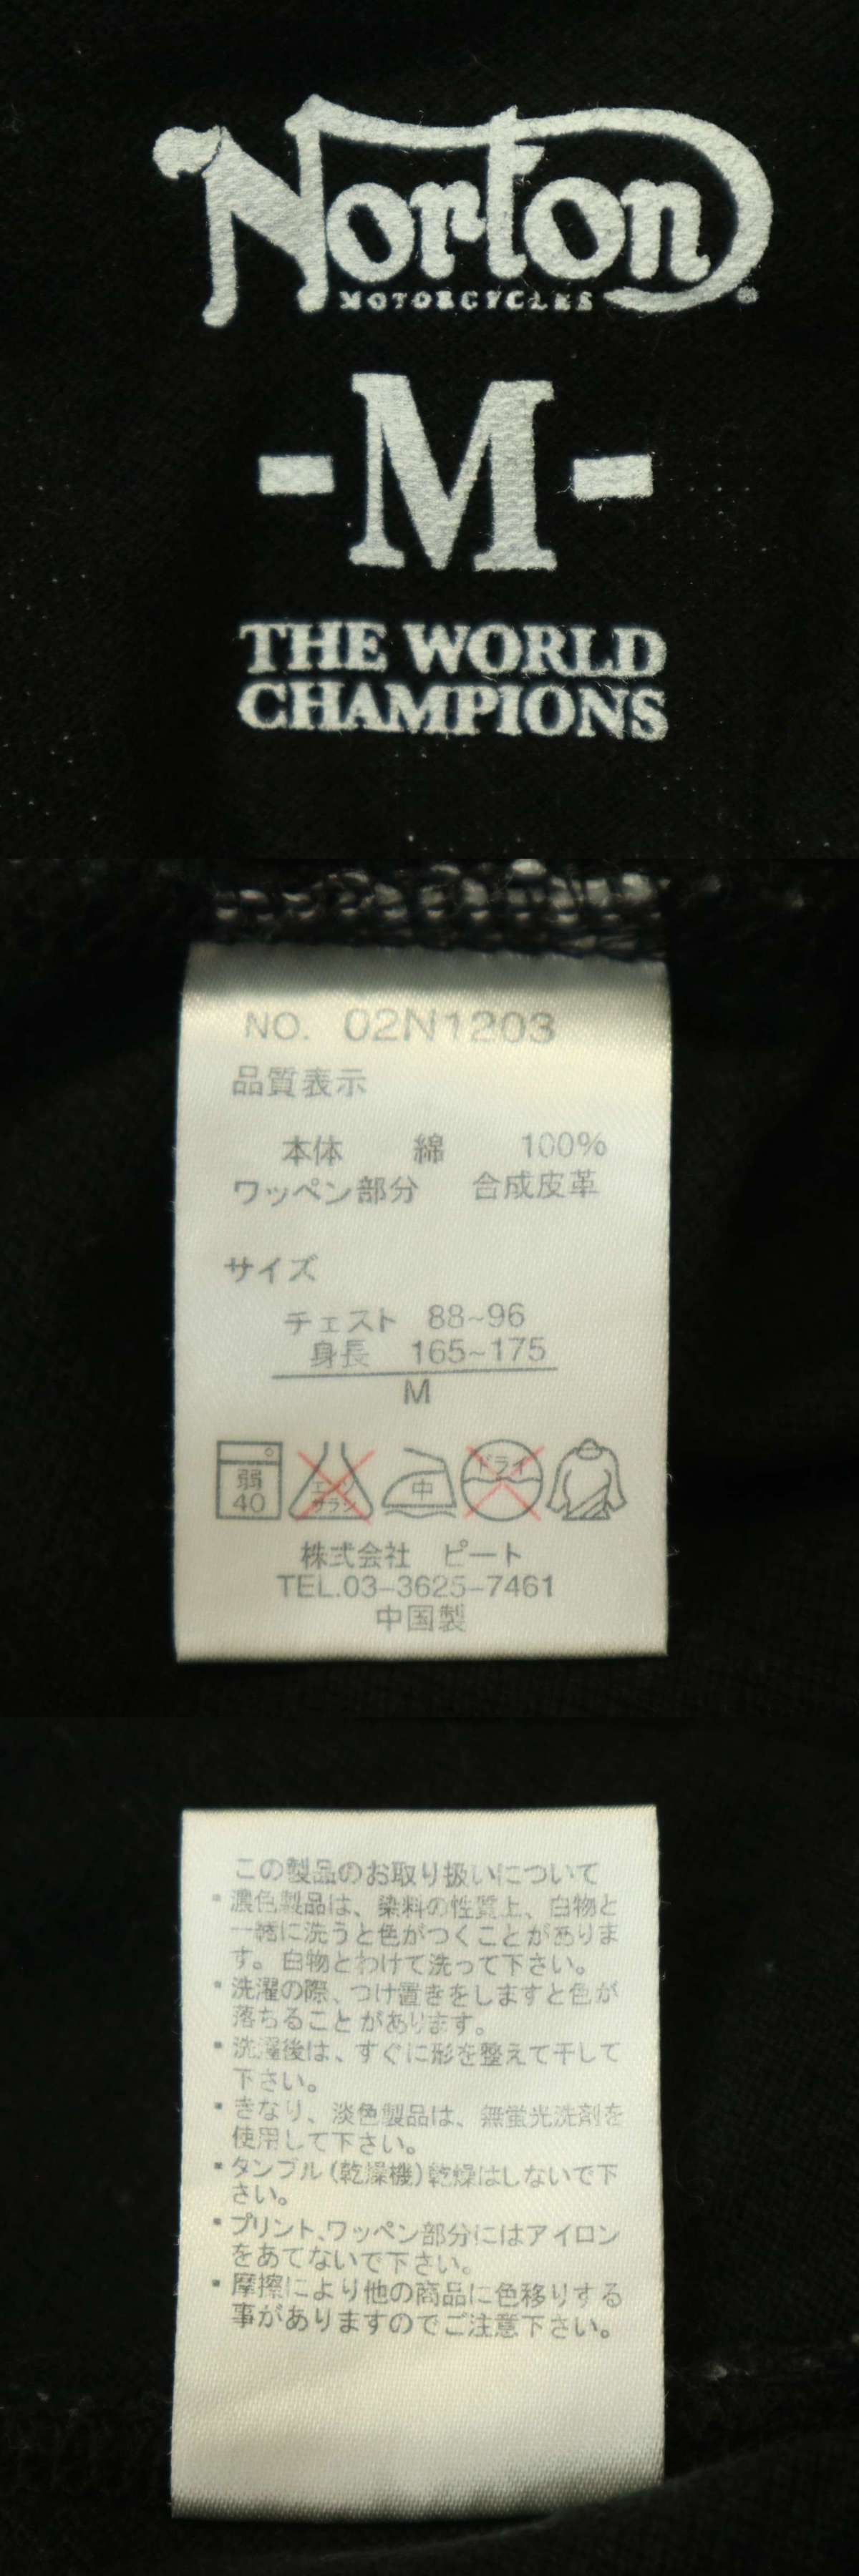 Norton
MOTORCYCLES
-M-
THE WORLD
CHAMPIONS
NO. 02N1203
品質表示
本体 綿 100%
ワッペン部分 合成皮革
サイズ
チェスト 88~96
身長 165~175
M
弱
40
エンソ
サラシ
中
ドライ
株式会社 ピート
TEL.03-3625-7461
中国製
この製品のお取り扱いについて
・濃色製品は、染料の性質上、白物と
一緒に洗うと色がつくことがありま
す。白物とわけて洗って下さい。
・洗濯の際、つけ置きをしますと色が
落ちることがあります。
・洗濯後は、すぐに形を整えて干して
下さい。
・きなり、淡色製品は、無蛍光洗剤を
使用して下さい。
・タンブル(乾燥機)乾燥はしないで下
さい。
・プリント、ワッペン部分にはアイロン
をあてないで下さい。
・摩擦により他の商品に色移りする
事がありますのでご注意下さい。